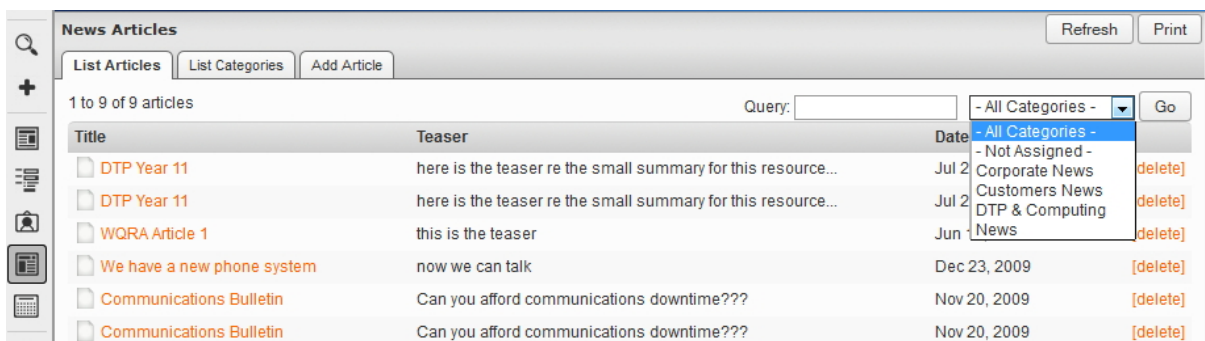 News Articles
Refresh
Print
List Articles
List Categories
Add Article
1 to 9 of 9 articles
Query:
- All Categories -
Go
Title Teaser Date
- All Categories -
- Not Assigned -
Corporate News
Customers News
DTP & Computing
News
DTP Year 11 here is the teaser re the small summary for this resource... Jul 2 [delete]
DTP Year 11 here is the teaser re the small summary for this resource... Jul 2 [delete]
WQRA Article 1 this is the teaser Jun [delete]
We have a new phone system now we can talk Dec 23, 2009 [delete]
Communications Bulletin Can you afford communications downtime??? Nov 20, 2009 [delete]
Communications Bulletin Can you afford communications downtime??? Nov 20, 2009 [delete]